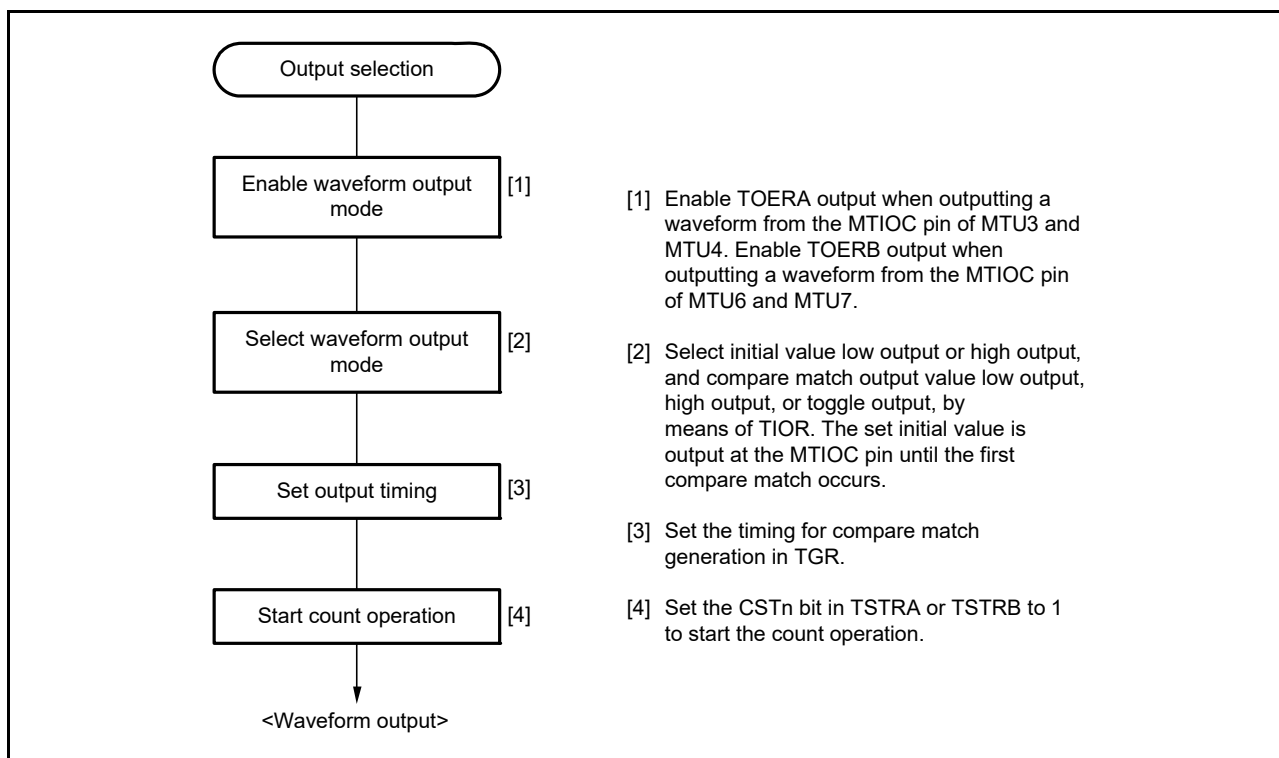 Output selection
Enable waveform output
mode
[1]
Select waveform output
mode
[2]
Set output timing
[3]
Start count operation
[4]
<Waveform output>
[1] Enable TOERA output when outputting a
waveform from the MTIOC pin of MTU3 and
MTU4. Enable TOERB output when
outputting a waveform from the MTIOC pin
of MTU6 and MTU7.
[2] Select initial value low output or high output,
and compare match output value low output,
high output, or toggle output, by
means of TIOR. The set initial value is
output at the MTIOC pin until the first
compare match occurs.
[3] Set the timing for compare match
generation in TGR.
[4] Set the CSTn bit in TSTRA or TSTRB to 1
to start the count operation.